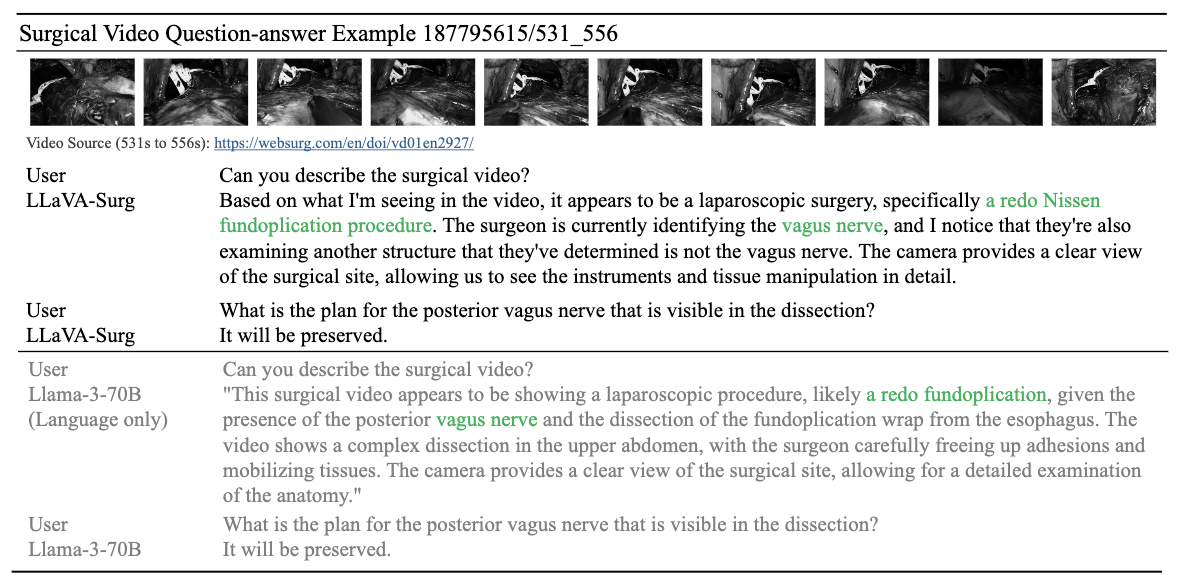 Surgical Video Question-answer Example 187795615/531_556
Video Source (531s to 556s): https://websurg.com/en/doi/vd01en2927/
User Can you describe the surgical video?
LLaVA-Surg Based on what I'm seeing in the video, it appears to be a laparoscopic surgery, specifically a redo Nissen
fundoplication procedure. The surgeon is currently identifying the vagus nerve, and I notice that they're also
examining another structure that they've determined is not the vagus nerve. The camera provides a clear view
of the surgical site, allowing us to see the instruments and tissue manipulation in detail.
User What is the plan for the posterior vagus nerve that is visible in the dissection?
LLaVA-Surg It will be preserved.
User Can you describe the surgical video?
Llama-3-70B "This surgical video appears to be showing a laparoscopic procedure, likely a redo fundoplication, given the
(Language only) presence of the posterior vagus nerve and the dissection of the fundoplication wrap from the esophagus. The
video shows a complex dissection in the upper abdomen, with the surgeon carefully freeing up adhesions and
mobilizing tissues. The camera provides a clear view of the surgical site, allowing for a detailed examination
of the anatomy."
User What is the plan for the posterior vagus nerve that is visible in the dissection?
Llama-3-70B It will be preserved.